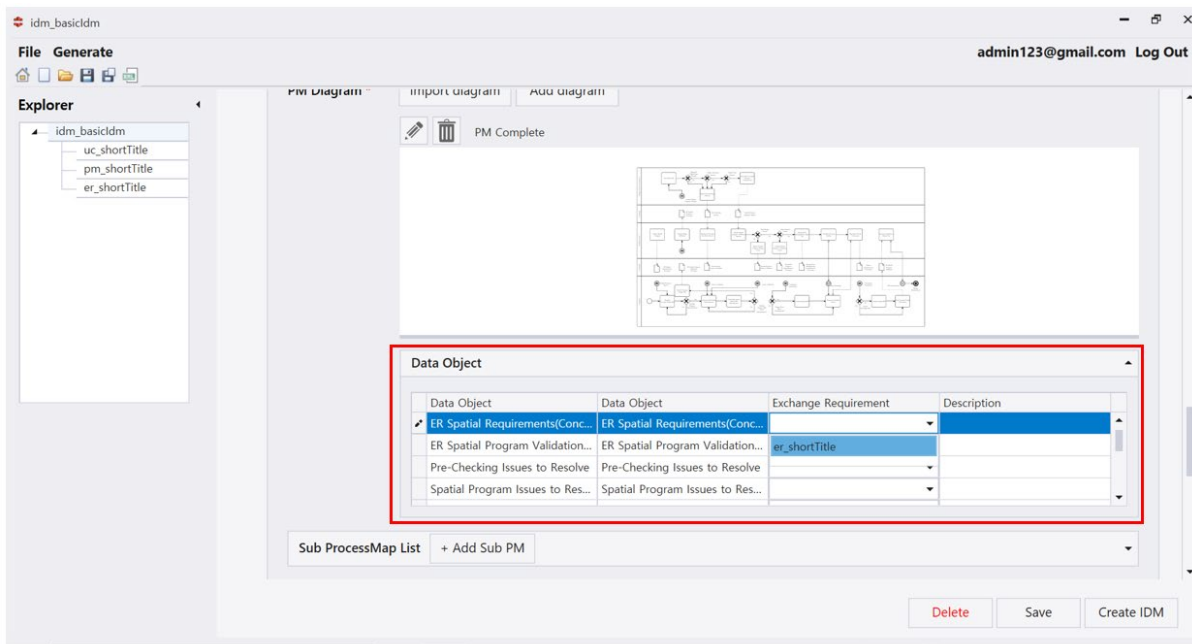 idm_basicIdm
File Generate
admin123@gmail.com Log Out
Explorer
idm_basicIdm
uc_shortTitle
pm_shortTitle
er_shortTitle
PM Diagram
Import diagram
Add diagram
PM Complete
Data Object
Data Object Data Object Exchange Requirement Description
ER Spatial Requirements(Conc... ER Spatial Requirements(Conc...
ER Spatial Program Validation... ER Spatial Program Validation... er_shortTitle
Pre-Checking Issues to Resolve Pre-Checking Issues to Resolve
Spatial Program Issues to Res... Spatial Program Issues to Res...
Sub ProcessMap List + Add Sub PM
Delete Save Create IDM